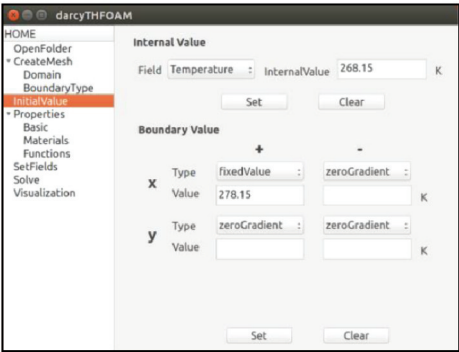 darcyTHFOAM
HOME
OpenFolder
CreateMesh
Domain
BoundaryType
InitialValue
Properties
Basic
Materials
Functions
SetFields
Solve
Visualization
Internal Value
Field Temperature InternalValue 268.15 K
Set Clear
Boundary Value
+ -
x Type fixedValue zeroGradient
Value 278.15 K
y Type zeroGradient zeroGradient
Value K
Set Clear